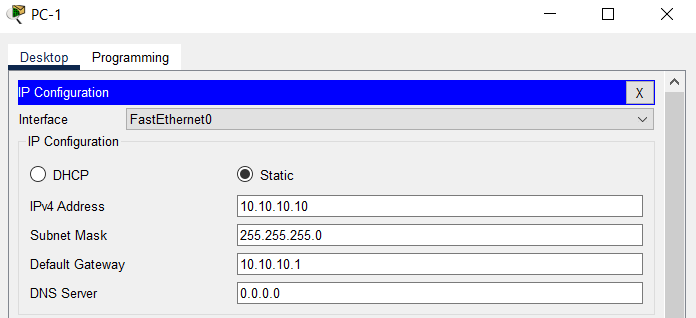 PC-1
Desktop Programming
IP Configuration X
Interface FastEthernet0
IP Configuration
DHCP Static
IPv4 Address 10.10.10.10
Subnet Mask 255.255.255.0
Default Gateway 10.10.10.1
DNS Server 0.0.0.0